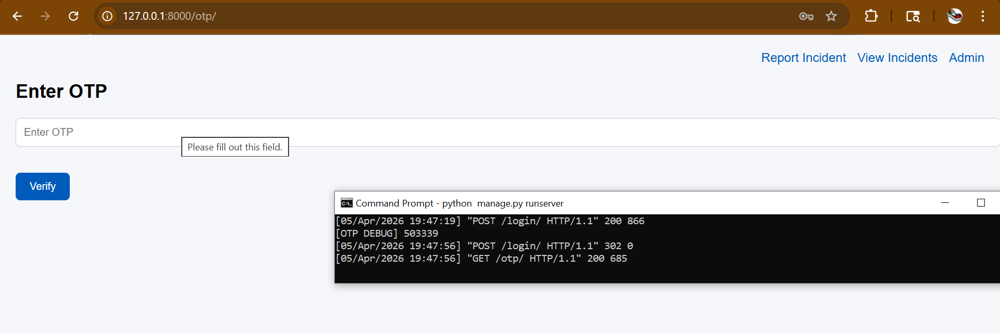 127.0.0.1:8000/otp/
Report Incident View Incidents Admin
Enter OTP
Enter OTP
Please fill out this field.
Verify
Command Prompt - python  manage.py runserver
[05/Apr/2026 19:47:19] "POST /login/ HTTP/1.1" 200 866
[OTP DEBUG] 503339
[05/Apr/2026 19:47:56] "POST /login/ HTTP/1.1" 302 0
[05/Apr/2026 19:47:56] "GET /otp/ HTTP/1.1" 200 685